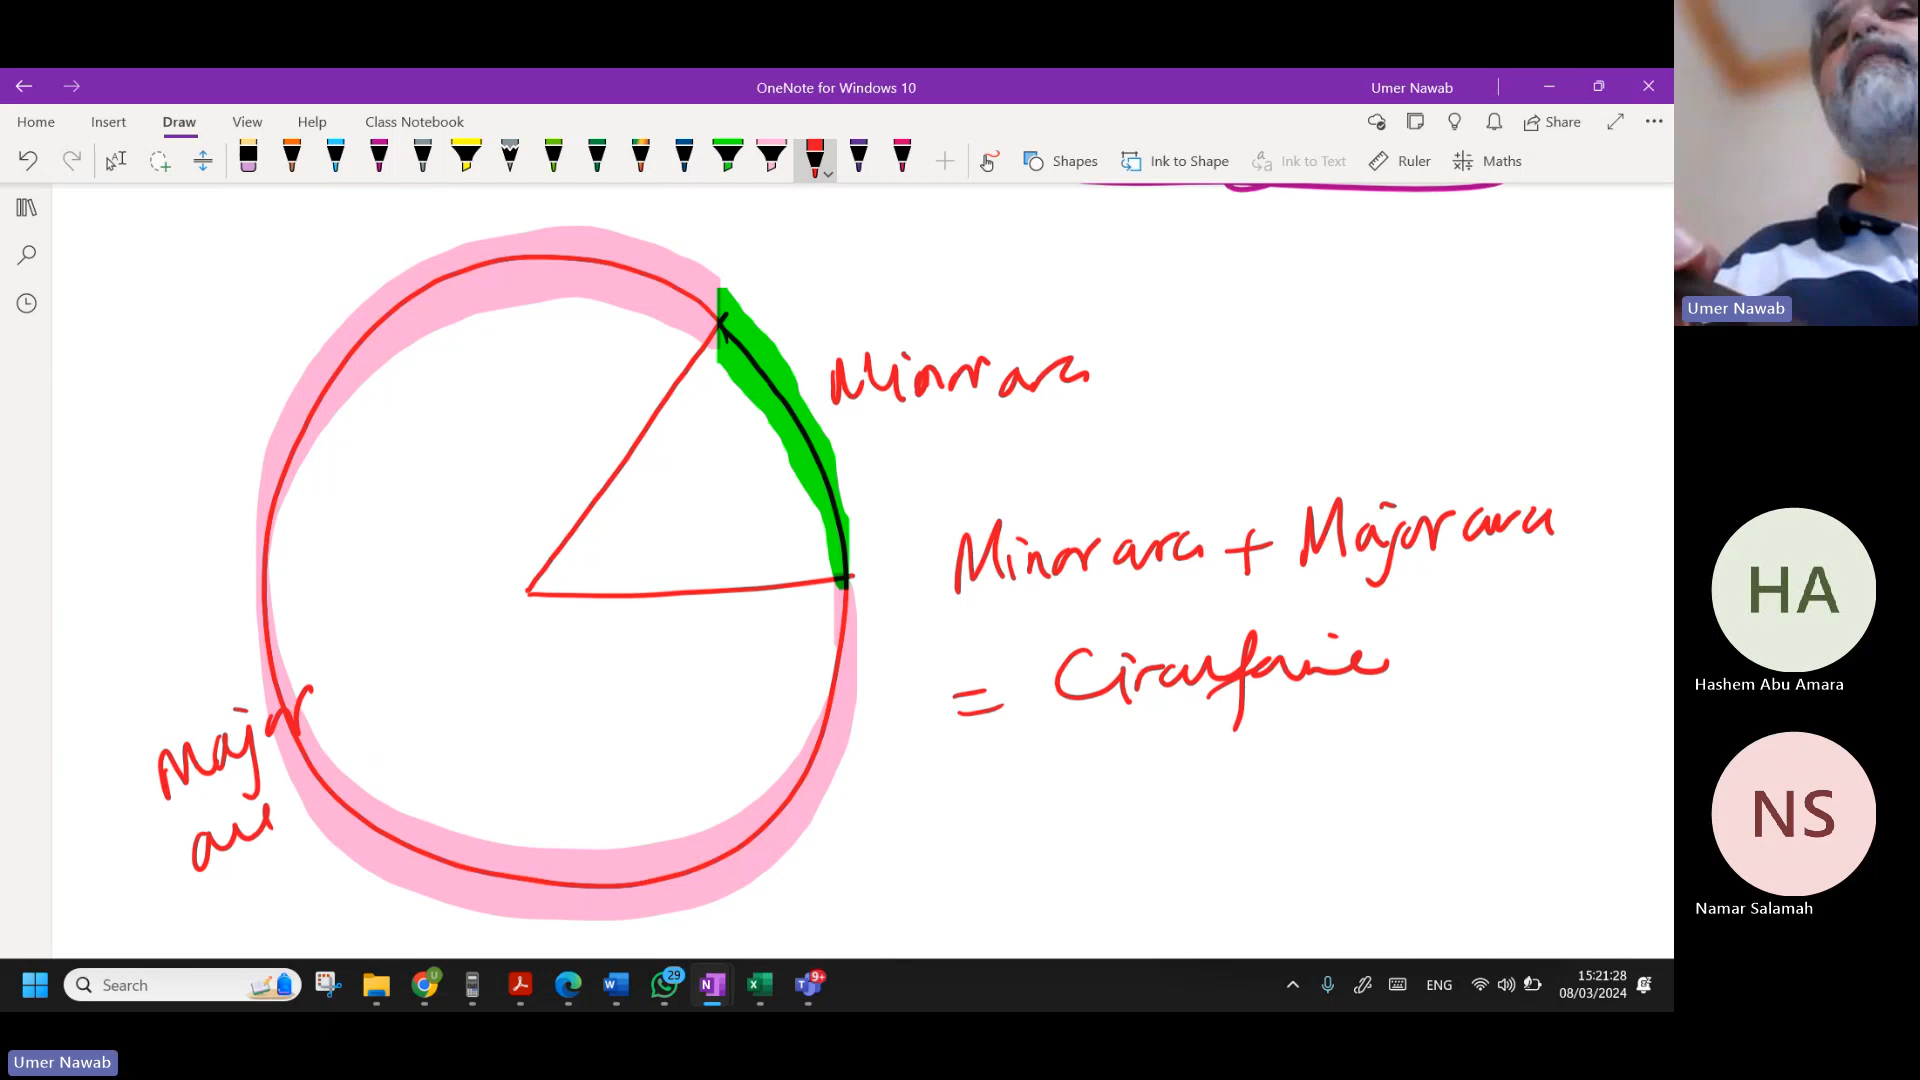 OneNote for Windows 10
Umer Nawab
Home Insert Draw View Help Class Notebook
Share
Shapes Ink to Shape Ink to Text Ruler Maths
Minor arc
Minor arc + Major arc
=
Major
arc
Umer Nawab
HA
Hashem Abu Amara
NS
Namar Salamah
Search
U
29
9+
ENG
15:21:28
08/03/2024
Umer Nawab